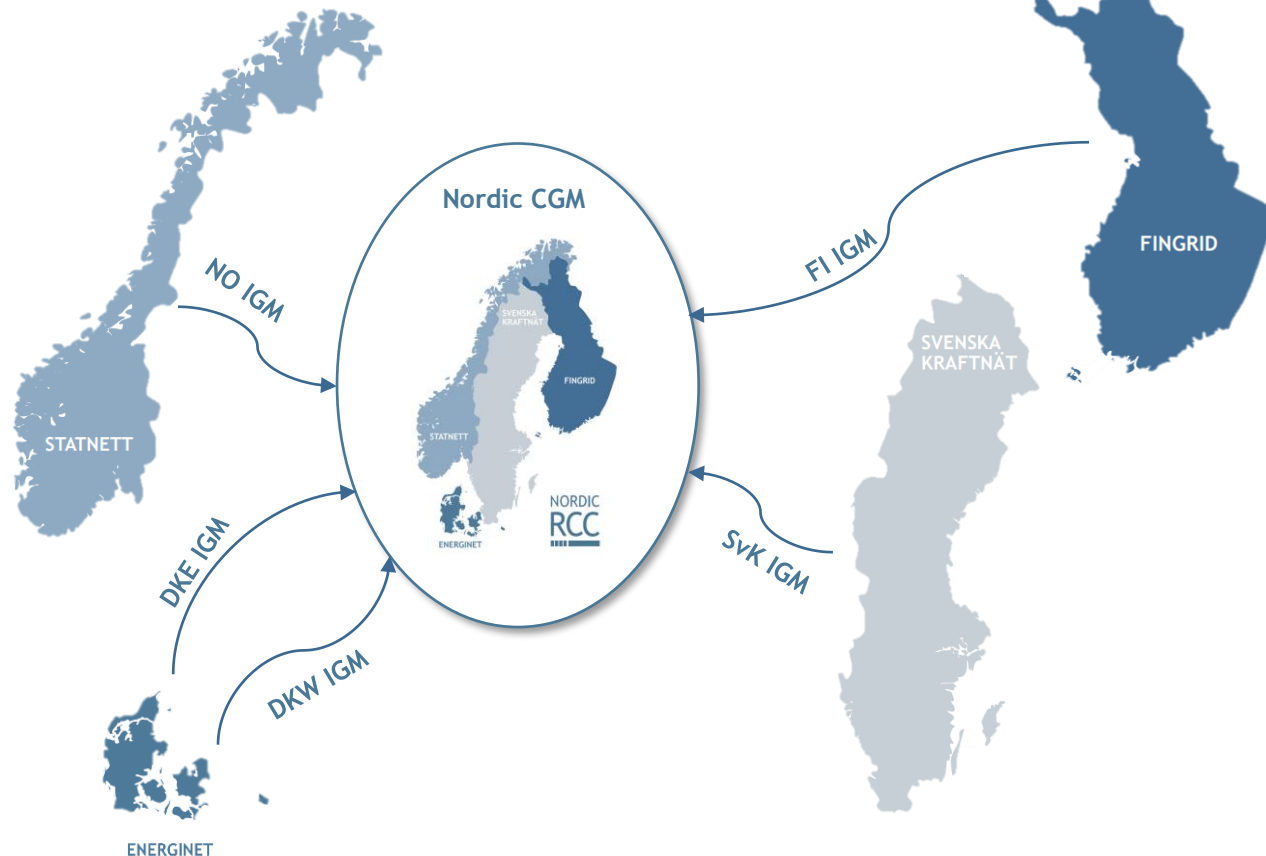 Nordic CGM
NO IGM
FI IGM
FINGRID
SVENSKA
KRAFTNÄT
STATNETT
SVENSKA
KRAFTNÄT
FINGRID
STATNETT
NORDIC
RCC
ENERGINET
DKE IGM
SvK IGM
DKW IGM
ENERGINET